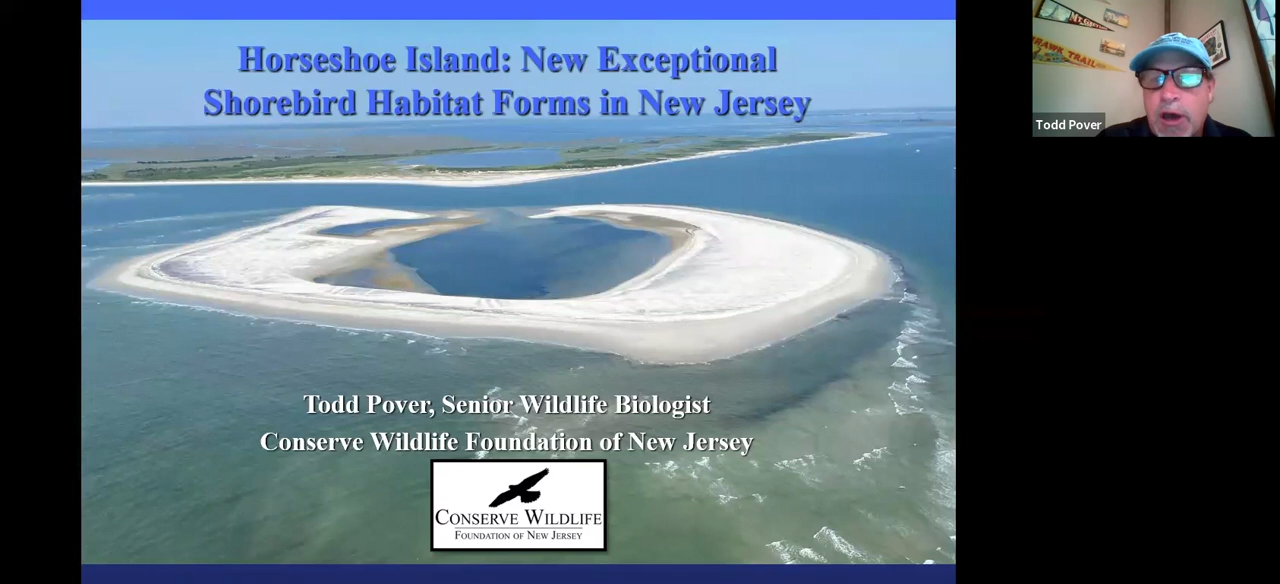 Horseshoe Island: New Exceptional
Shorebird Habitat Forms in New Jersey
Todd Pover, Senior Wildlife Biologist
Conserve Wildlife Foundation of New Jersey
CONSERVE WILDLIFE
FOUNDATION OF NEW JERSEY
TRAIL
Todd Pover